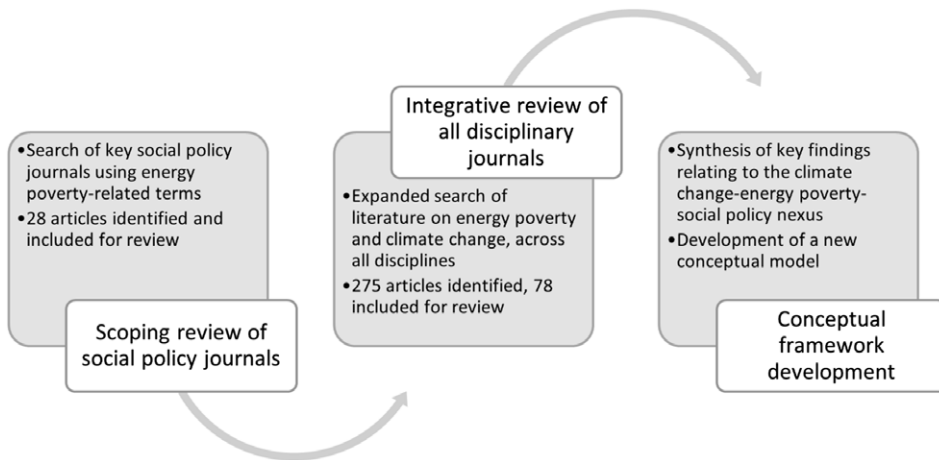 •Search of key social policy
journals using energy
poverty-related terms
•28 articles identified and
included for review
Scoping review of
social policy journals
Integrative review of
all disciplinary
journals
•Expanded search of
literature on energy poverty
and climate change, across
all disciplines
•275 articles identified, 78
included for review
•Synthesis of key findings
relating to the climate
change-energy poverty-
social policy nexus
•Development of a new
conceptual model
Conceptual
framework
development